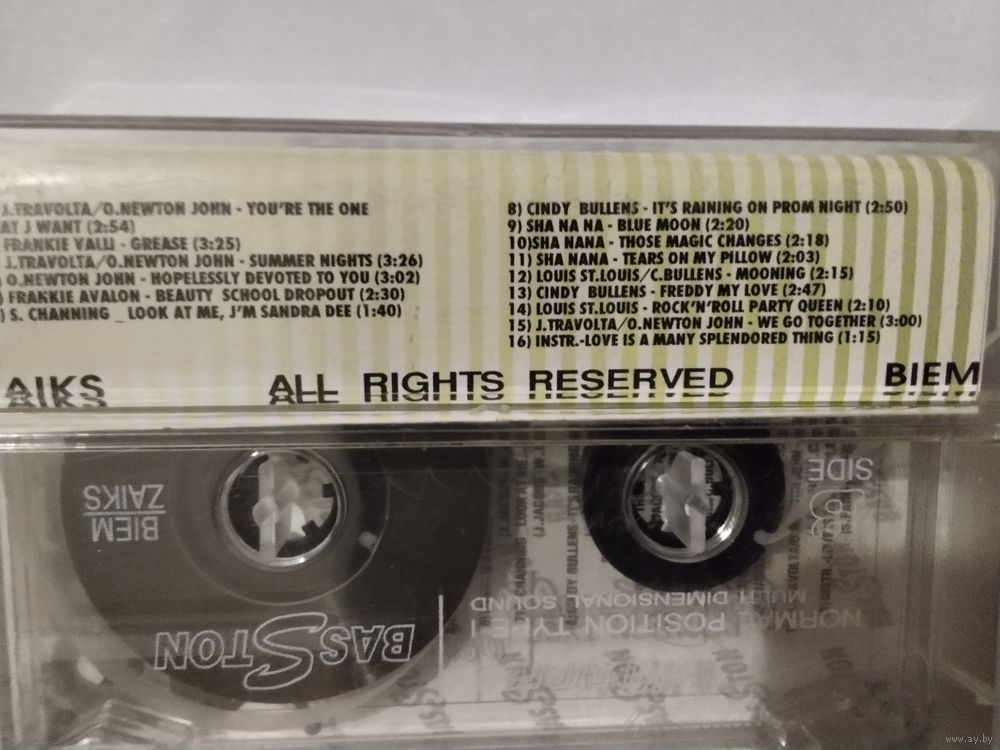 J.TRAVOLTA/O.NEWTON JOHN - YOU'RE THE ONE
AT J WANT (2:54)
FRANKIE VALLI - GREASE (3:25)
J.TRAVOLTA/O.NEWTON JOHN - SUMMER NIGHTS (3:26)
) O.NEWTON JOHN - HOPELESSLY DEVOTED TO YOU (3:02)
) FRAKKIE AVALON - BEAUTY SCHOOL DROPOUT (2:30)
) S. CHANNING _ LOOK AT ME, J'M SANDRA DEE (1:40)
8) CINDY BULLENS - IT'S RAINING ON PROM NIGHT (2:50)
9) SHA NA NA - BLUE MOON (2:20)
10)SHA NANA - THOSE MAGIC CHANGES (2:18)
11) SHA NANA - TEARS ON MY PILLOW (2:03)
12) LOUIS ST.LOUIS/C.BULLENS - MOONING (2:15)
13) CINDY BULLENS - FREDDY MY LOVE (2:47)
14) LOUIS ST.LOUIS - ROCK'N'ROLL PARTY QUEEN (2:10)
15) J.TRAVOLTA/O.NEWTON JOHN - WE GO TOGETHER (3:00)
16) INSTR.-LOVE IS A MANY SPLENDORED THING (1:15)
AIKS ALL RIGHTS RESERVED BIEM
SIDE
BIEM
ZAIKS
BASSTON
NORMAL POSITION TYPE I
MULTI DIMENSIONAL SOUND
www.ay.by